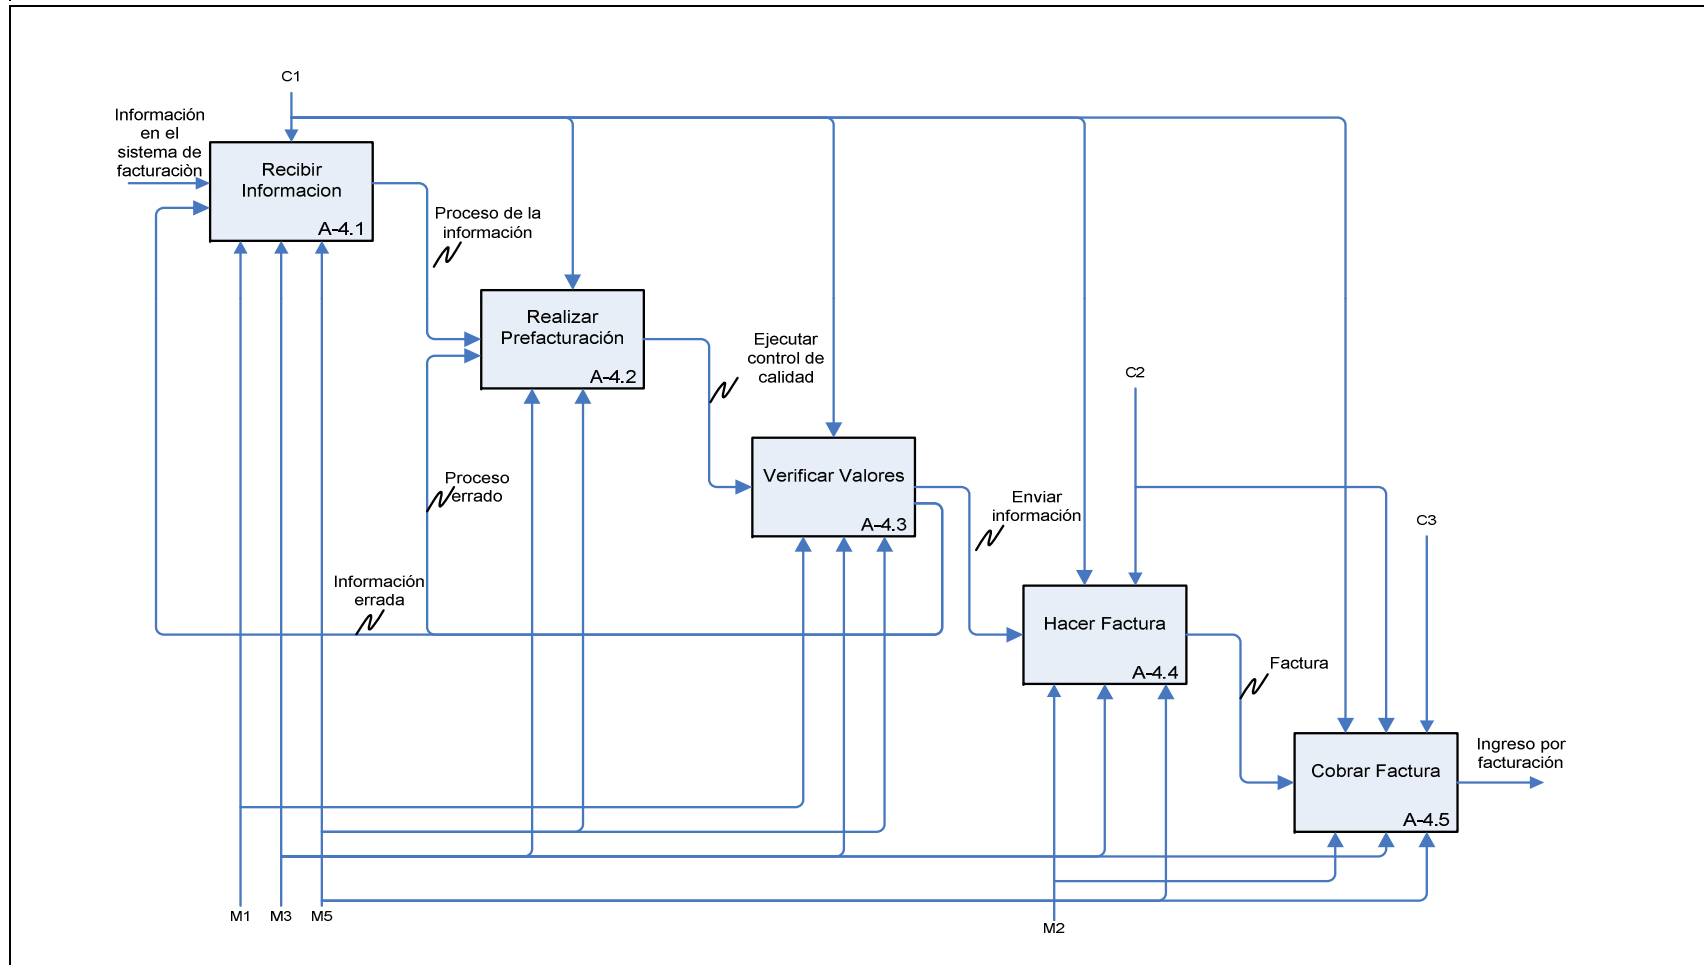 C1
Información
en el
sistema de
facturaciòn
Recibir
Informacion
A-4.1
Proceso de la
información
Realizar
Prefacturación
A-4.2
Ejecutar
control de
calidad
C2
Proceso
errado
Verificar Valores
A-4.3
Enviar
información
C3
Información
errada
Hacer Factura
A-4.4
Factura
Cobrar Factura
A-4.5
Ingreso por
facturación
M1
M3
M5
M2